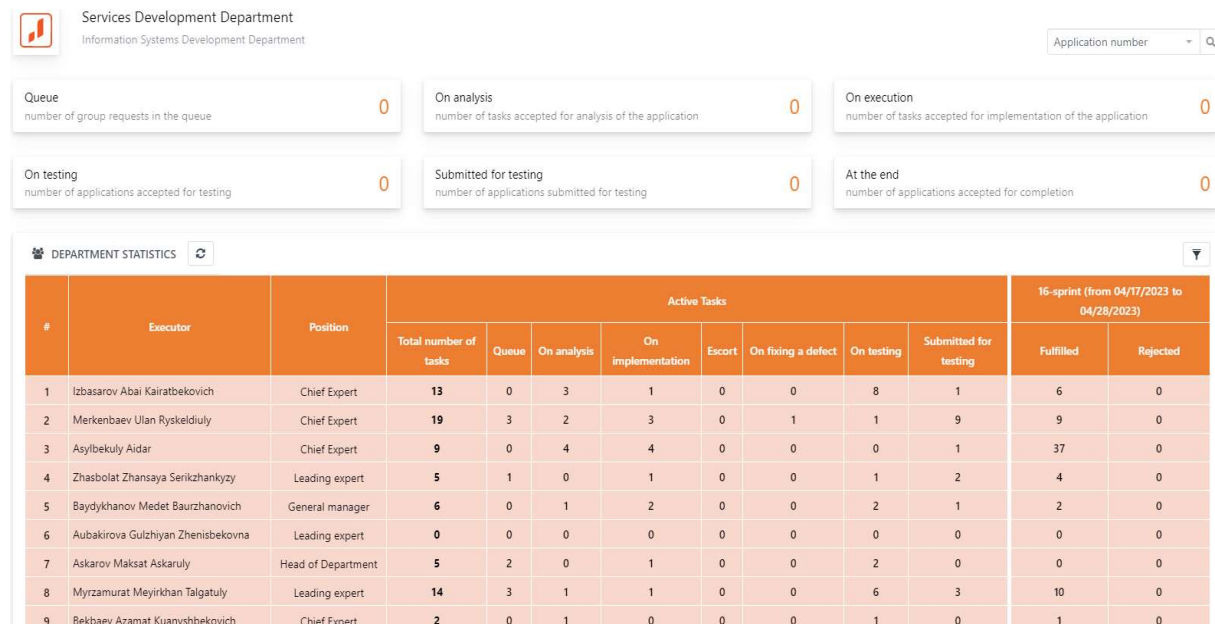 Services Development Department
Information Systems Development Department
Application number
Queue
number of group requests in the queue
0
On analysis
number of tasks accepted for analysis of the application
0
On execution
number of tasks accepted for implementation of the application
0
On testing
number of applications accepted for testing
0
Submitted for testing
number of applications submitted for testing
0
At the end
number of applications accepted for completion
0
DEPARTMENT STATISTICS
# Executor Position Active Tasks 16-sprint (from 04/17/2023 to
04/28/2023)
Total number of
tasks Queue On analysis On
implementation Escort On fixing a defect On testing Submitted for
testing Fulfilled Rejected
1 Izbasarov Abai Kairatbekovich Chief Expert 13 0 3 1 0 0 8 1 6 0
2 Merkenbaev Ulan Ryskeldiuly Chief Expert 19 3 2 3 0 1 1 9 9 0
3 Asylbekuly Aidar Chief Expert 9 0 4 4 0 0 0 1 37 0
4 Zhasbolat Zhansaya Serikzhankyzy Leading expert 5 1 0 1 0 0 1 2 4 0
5 Baydykhanov Medet Baurzhanovich General manager 6 0 1 2 0 0 2 1 2 0
6 Aubakirova Gulzhiyan Zhenisbekovna Leading expert 0 0 0 0 0 0 0 0 0 0
7 Askarov Maksat Askaruly Head of Department 5 2 0 1 0 0 2 0 0 0
8 Myrzamurat Meyirkhan Talgatuly Leading expert 14 3 1 1 0 0 6 3 10 0
9 Bekbaev Azamat Kuanyshbekovich Chief Expert 2 0 1 0 0 0 1 0 1 0